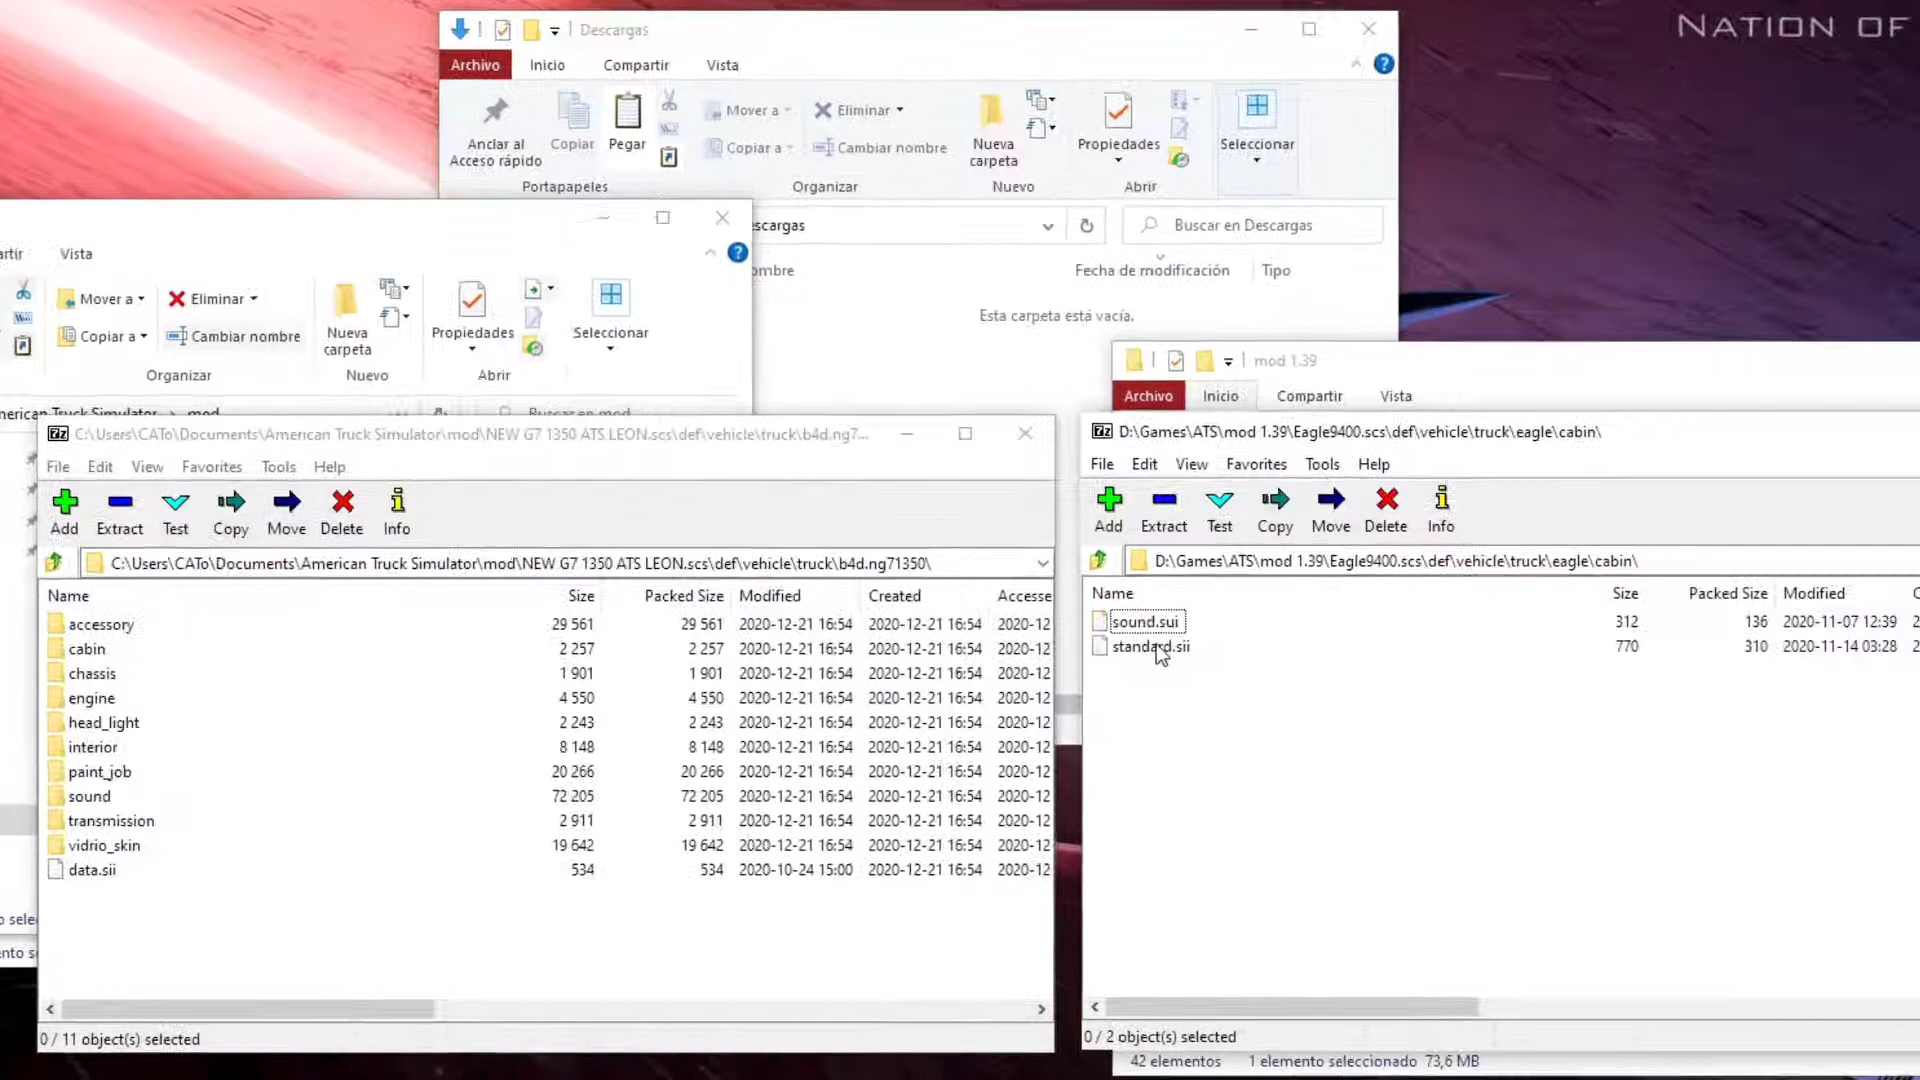 NATION OF
Descargas
Archivo Inicio Compartir Vista
Anclar al Acceso rápido
Copiar
Pegar
Mover a
Copiar a
Eliminar
Cambiar nombre
Nueva carpeta
Propiedades
Seleccionar
Portapapeles Organizar Nuevo Abrir
escargas
Buscar en Descargas
ombre Fecha de modificación Tipo
Esta carpeta está vacía.
artir Vista
Mover a
Copiar a
Eliminar
Cambiar nombre
Nueva carpeta
Propiedades
Seleccionar
Organizar Nuevo Abrir
merican Truck Simulator mod
Buscar en mod
mod 1.39
Archivo Inicio Compartir Vista
7z C:\Users\CATo\Documents\American Truck Simulator\mod\NEW G7 1350 ATS LEON.scs\def\vehicle\truck\b4d.ng7...
File Edit View Favorites Tools Help
Add Extract Test Copy Move Delete Info
C:\Users\CATo\Documents\American Truck Simulator\mod\NEW G7 1350 ATS LEON.scs\def\vehicle\truck\b4d.ng71350\
Name Size Packed Size Modified Created Accesse
accessory 29 561 29 561 2020-12-21 16:54 2020-12-21 16:54 2020-12
cabin 2 257 2 257 2020-12-21 16:54 2020-12-21 16:54 2020-12
chassis 1 901 1 901 2020-12-21 16:54 2020-12-21 16:54 2020-12
engine 4 550 4 550 2020-12-21 16:54 2020-12-21 16:54 2020-12
head_light 2 243 2 243 2020-12-21 16:54 2020-12-21 16:54 2020-12
interior 8 148 8 148 2020-12-21 16:54 2020-12-21 16:54 2020-12
paint_job 20 266 20 266 2020-12-21 16:54 2020-12-21 16:54 2020-12
sound 72 205 72 205 2020-12-21 16:54 2020-12-21 16:54 2020-12
transmission 2 911 2 911 2020-12-21 16:54 2020-12-21 16:54 2020-12
vidrio_skin 19 642 19 642 2020-12-21 16:54 2020-12-21 16:54 2020-12
data.sii 534 534 2020-10-24 15:00 2020-12-21 16:54 2020-12
o sele
nto s
0 / 11 object(s) selected
7z D:\Games\ATS\mod 1.39\Eagle9400.scs\def\vehicle\truck\eagle\cabin\
File Edit View Favorites Tools Help
Add Extract Test Copy Move Delete Info
D:\Games\ATS\mod 1.39\Eagle9400.scs\def\vehicle\truck\eagle\cabin\
Name Size Packed Size Modified C
sound.sui 312 136 2020-11-07 12:39 2
standard.sii 770 310 2020-11-14 03:28 2
0 / 2 object(s) selected
42 elementos 1 elemento seleccionado 73,6 MB